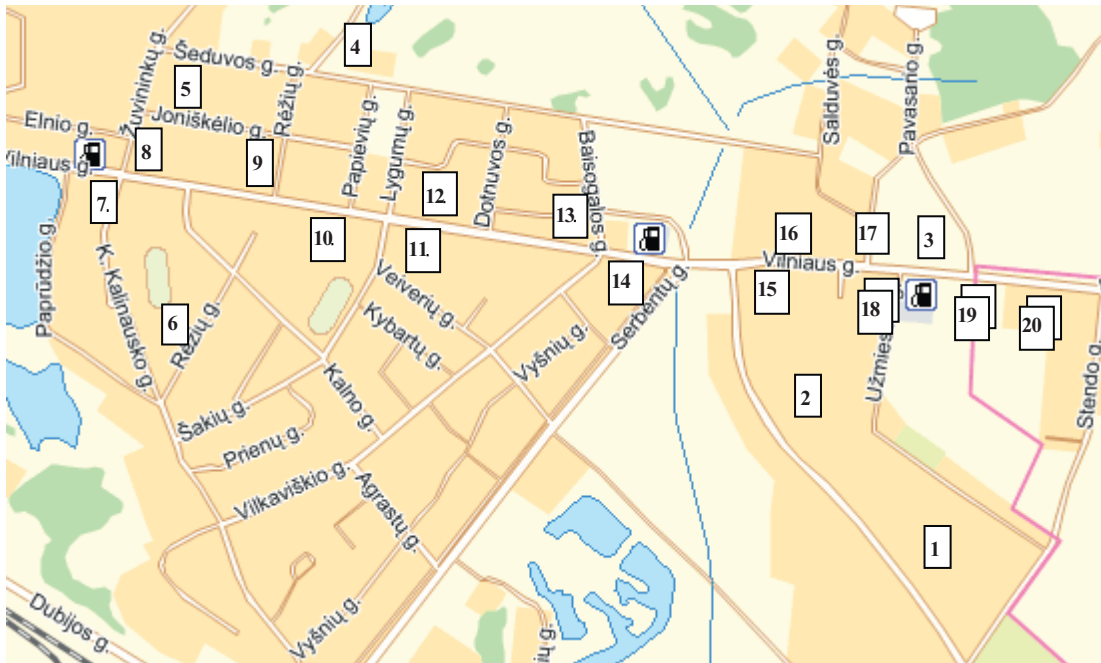 4
Šeduvos g.
Žuvininkų g.
5
Rėžių g.
Salduvės g.
Pavasario g.
Elnio g.
Joniškėlio g.
Papievių g.
Lygumų g.
Dotnuvos g.
Baisogalos g.
8
9
Vilniaus g.
7.
12.
13.
10.
11.
16
17
3
Vilniaus g.
14
15
18
19
20
Paprūdžio g.
K. Kalinausko g.
6
Rėžių g.
Veiverių g.
Kybartų g.
Vyšnių g.
Serbentų g.
2
Užmies
g.
Stendo g.
Šakių g.
Kalno g.
Prienų g.
Vilkaviškio g.
Agrastų g.
1
Dubijos g.
Vyšnių g.
ių g.